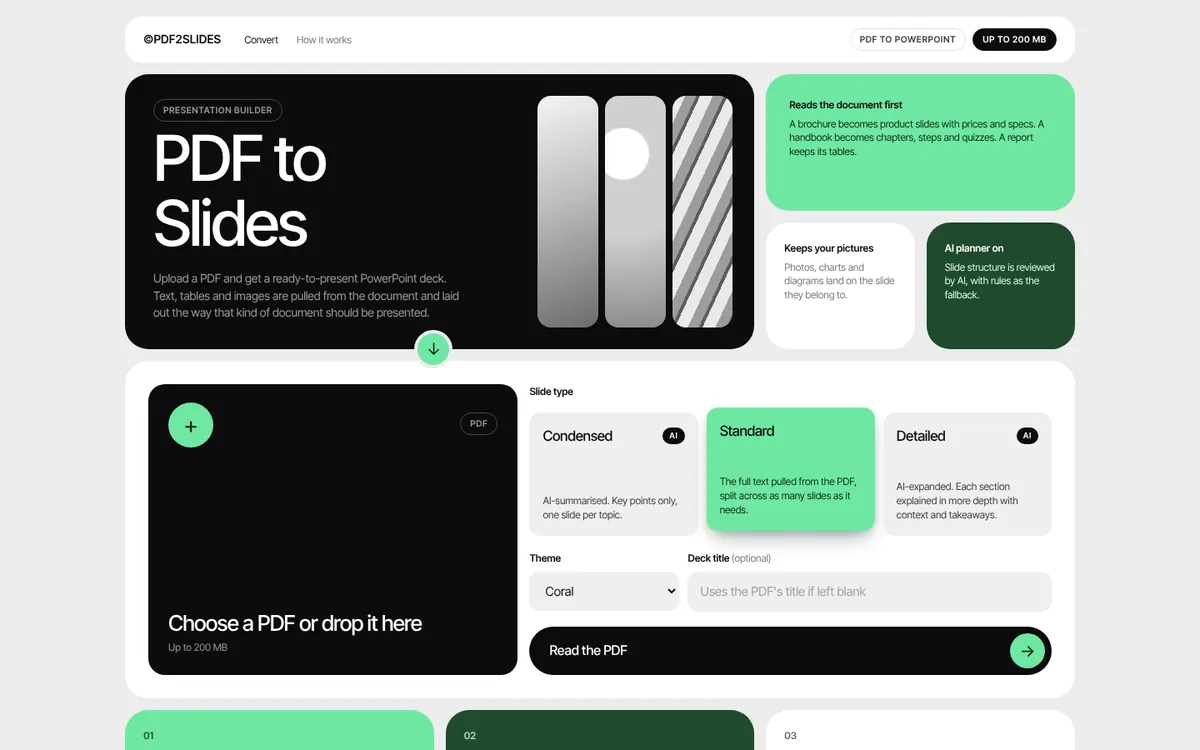 ©PDF2SLIDES
Convert
How it works
PDF TO POWERPOINT
UP TO 200 MB
PRESENTATION BUILDER
PDF to
Slides
Upload a PDF and get a ready-to-present PowerPoint deck.
Text, tables and images are pulled from the document and laid
out the way that kind of document should be presented.
Reads the document first
A brochure becomes product slides with prices and specs. A
handbook becomes chapters, steps and quizzes. A report
keeps its tables.
Keeps your pictures
Photos, charts and
diagrams land on the slide
they belong to.
AI planner on
Slide structure is reviewed
by AI, with rules as the
fallback.
PDF
Choose a PDF or drop it here
Up to 200 MB
Slide type
Condensed
AI
AI-summarised. Key points only,
one slide per topic.
Standard
The full text pulled from the PDF,
split across as many slides as it
needs.
Detailed
AI
AI-expanded. Each section
explained in more depth with
context and takeaways.
Theme
Coral
Deck title (optional)
Uses the PDF's title if left blank
Read the PDF
01
02
03